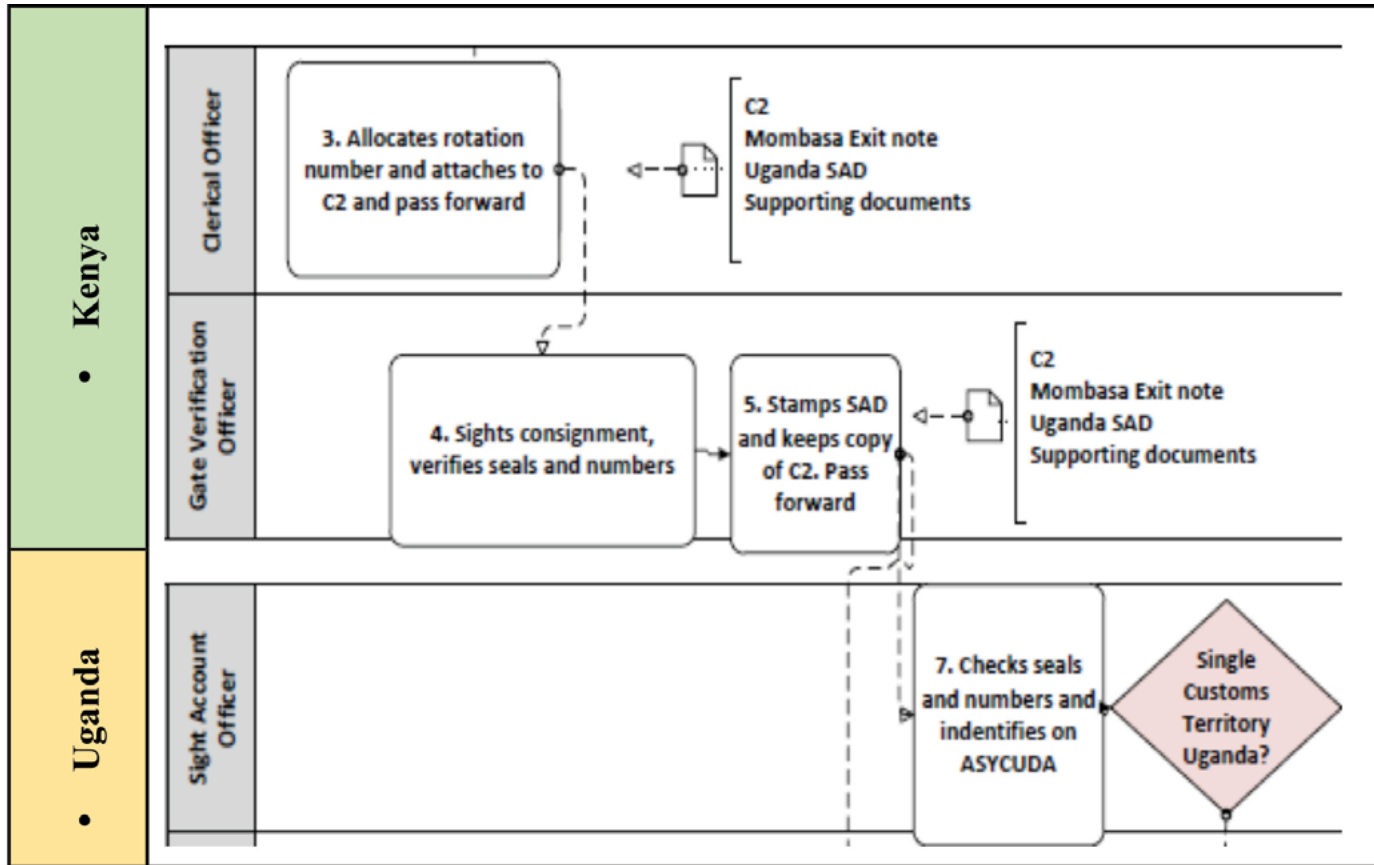 • Kenya
Clerical Officer
3. Allocates rotation
number and attaches to
C2 and pass forward
C2
Mombasa Exit note
Uganda SAD
Supporting documents
Gate Verification
Officer
4. Sights consignment,
verifies seals and numbers
5. Stamps SAD
and keeps copy
of C2. Pass
forward
C2
Mombasa Exit note
Uganda SAD
Supporting documents
• Uganda
Sight Account
Officer
7. Checks seals
and numbers and
indentifies on
ASYCUDA
Single
Customs
Territory
Uganda?